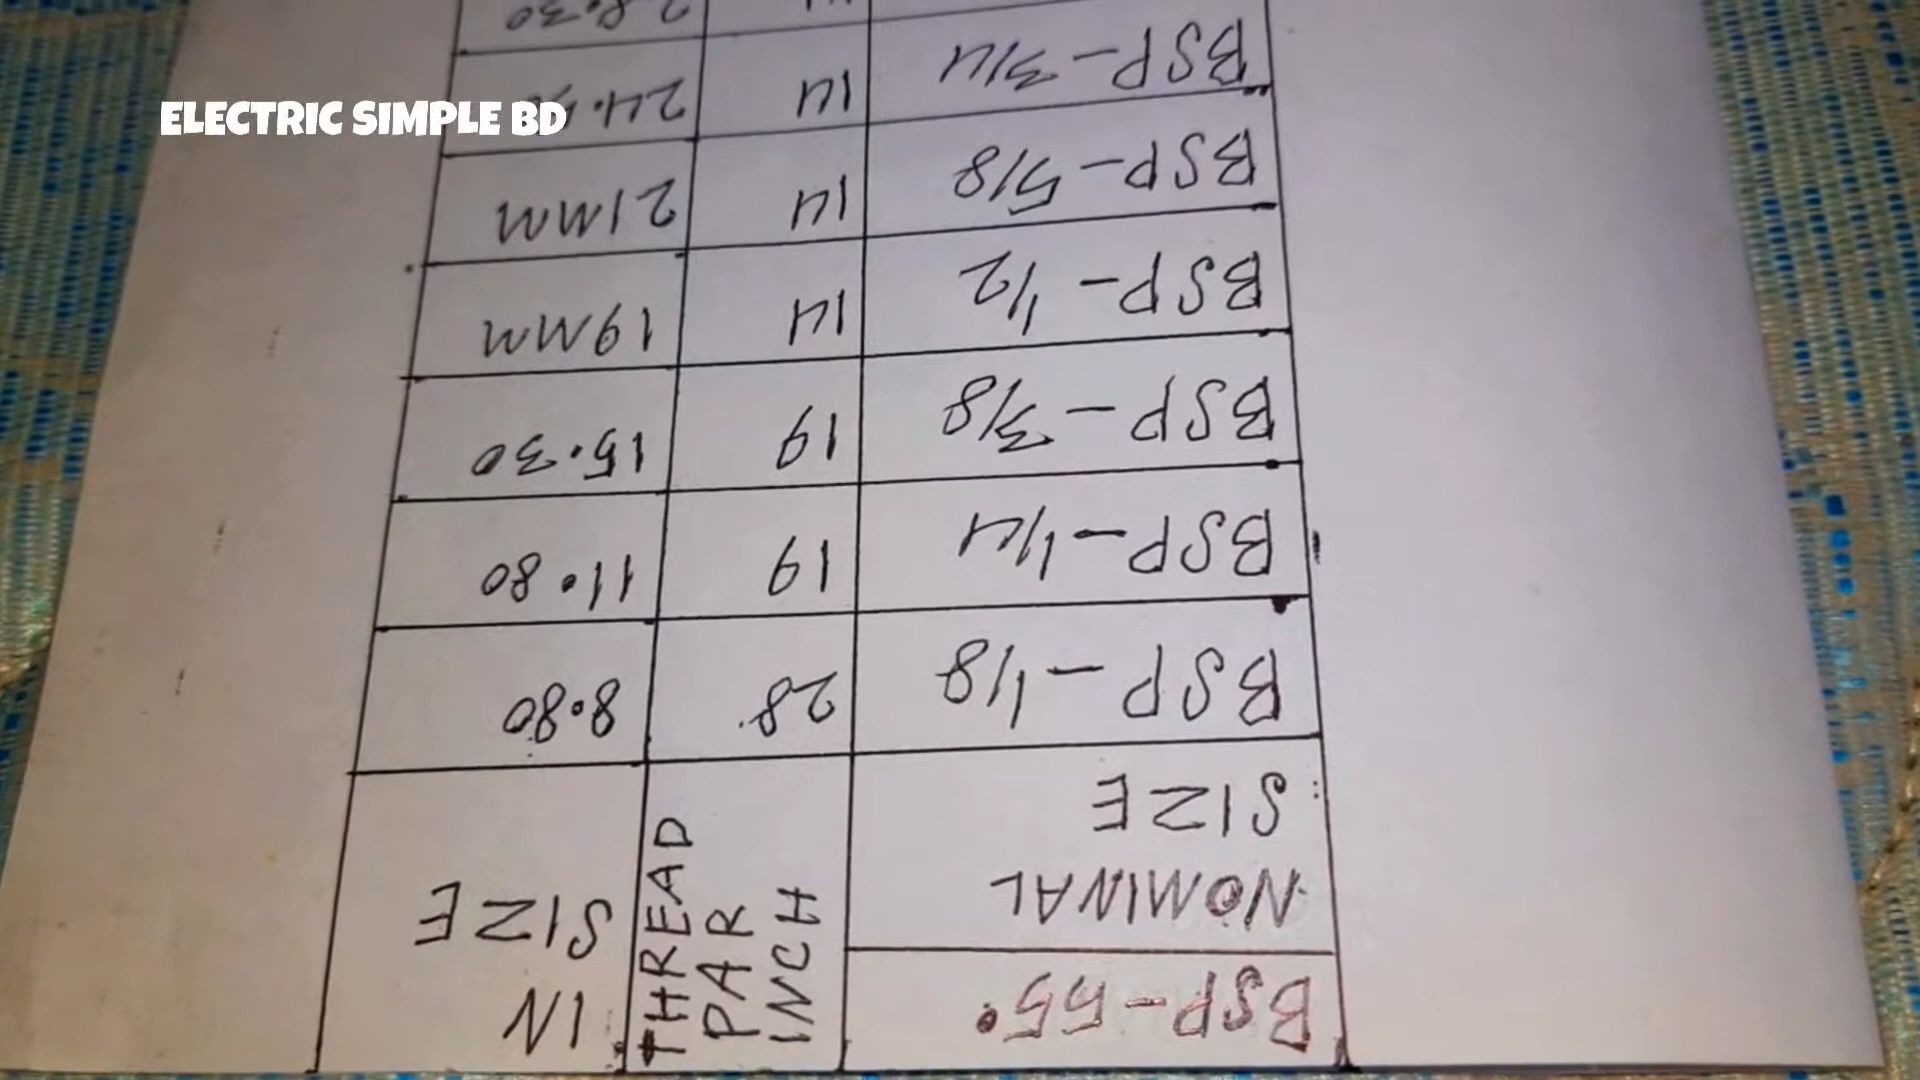 ELECTRIC SIMPLE BD
BSP-55°
NOMINAL
SIZE
THREAD
PAR
INCH
IN
SIZE
BSP-1/8 28 8.80
BSP-1/4 19 11.80
BSP-3/8 19 15.30
BSP-1/2 14 19MM
BSP-5/8 14 21MM
BSP-3/4 14